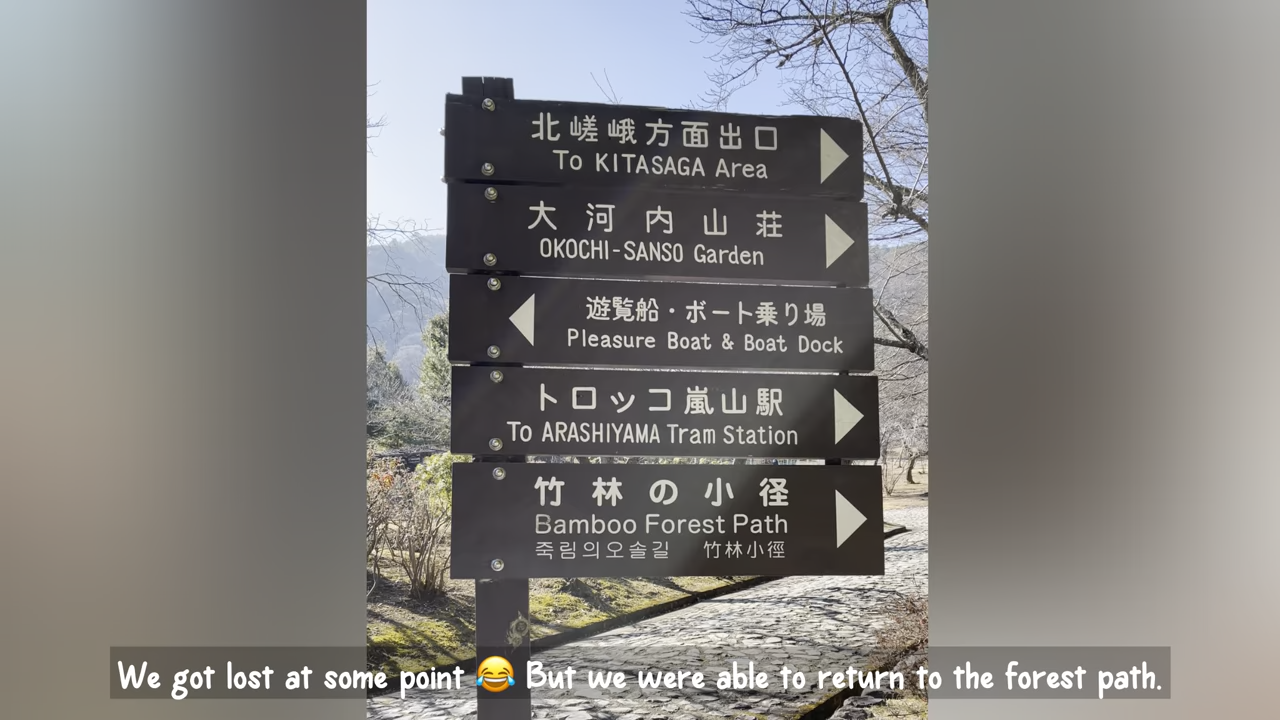 北嵯峨方面出口
To KITASAGA Area
大河内山荘
OKOCHI-SANSO Garden
遊覧船・ボート乗り場
Pleasure Boat & Boat Dock
トロッコ嵐山駅
To ARASHIYAMA Tram Station
竹林の小径
Bamboo Forest Path
죽림의오솔길 竹林小徑
We got lost at some point 😂 But we were able to return to the forest path.